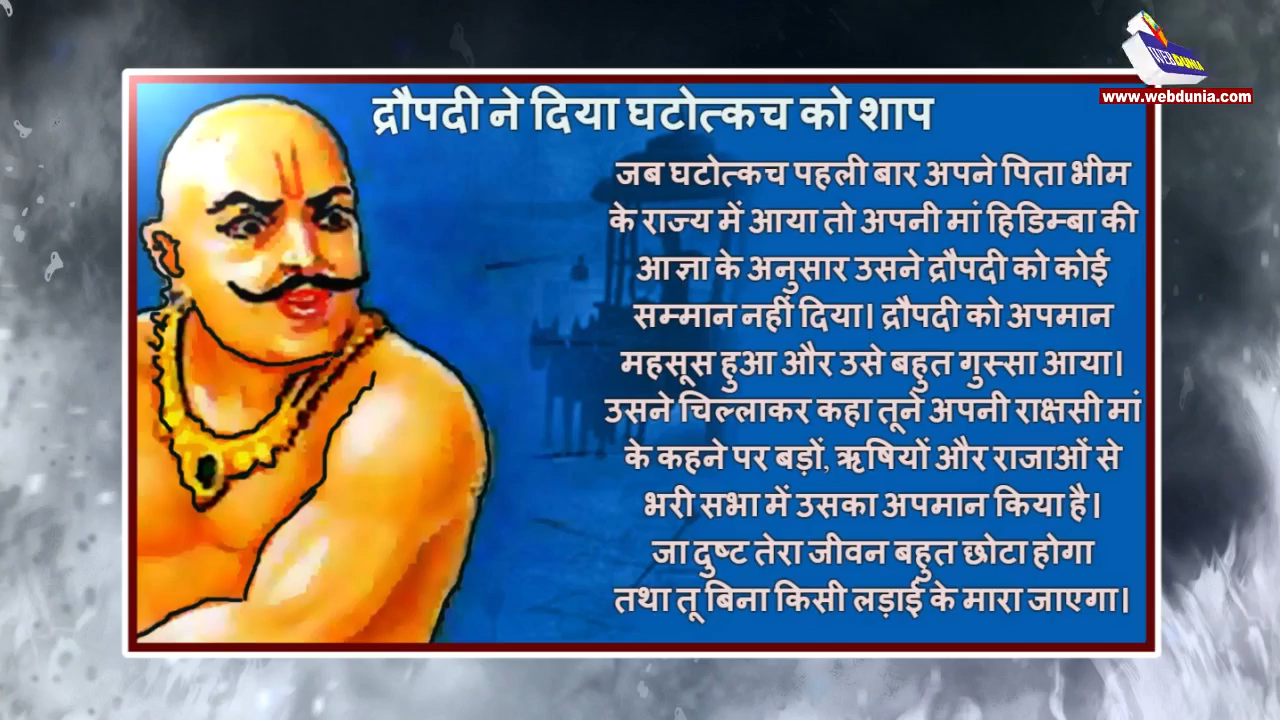 WEBDUNIA
www.webdunia.com
द्रौपदी ने दिया घटोत्कच को शाप
जब घटोत्कच पहली बार अपने पिता भीम
के राज्य में आया तो अपनी मां हिडिम्बा की
आज्ञा के अनुसार उसने द्रौपदी को कोई
सम्मान नहीं दिया। द्रौपदी को अपमान
महसूस हुआ और उसे बहुत गुस्सा आया।
उसने चिल्लाकर कहा तूने अपनी राक्षसी मां
के कहने पर बड़ों, ऋषियों और राजाओं से
भरी सभा में उसका अपमान किया है।
जा दुष्ट तेरा जीवन बहुत छोटा होगा
तथा तू बिना किसी लड़ाई के मारा जाएगा।